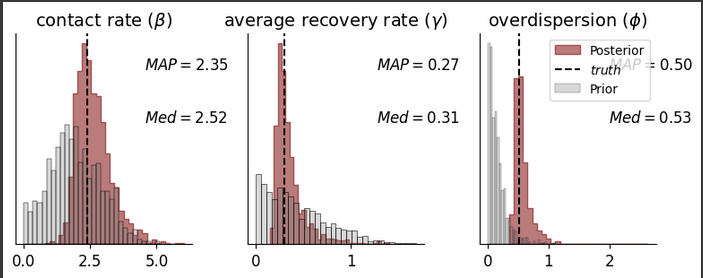 contact rate (β)
MAP = 2.35
Med = 2.52
0.0 2.5 5.0
average recovery rate (γ)
MAP = 0.27
Med = 0.31
0 1
overdispersion (ϕ)
Posterior
truth
Prior
MAP = 0.50
Med = 0.53
0 1 2